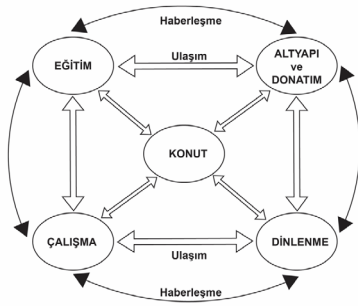 Haberleşme
EĞİTİM
Ulaşım
ALTYAPI
ve
DONATIM
KONUT
ÇALIŞMA
Ulaşım
DİNLENME
Haberleşme